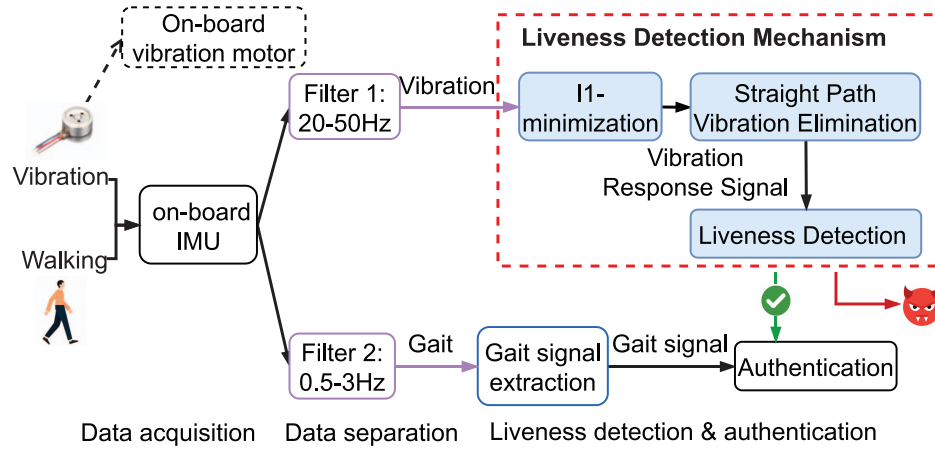 On-board
vibration motor
Liveness Detection Mechanism
Filter 1:
20-50Hz
Vibration
l1-
minimization
Straight Path
Vibration Elimination
Vibration
Response Signal
Vibration
on-board
IMU
Walking
Liveness Detection
Filter 2:
0.5-3Hz
Gait
Gait signal
extraction
Gait signal
Authentication
Data acquisition
Data separation
Liveness detection & authentication